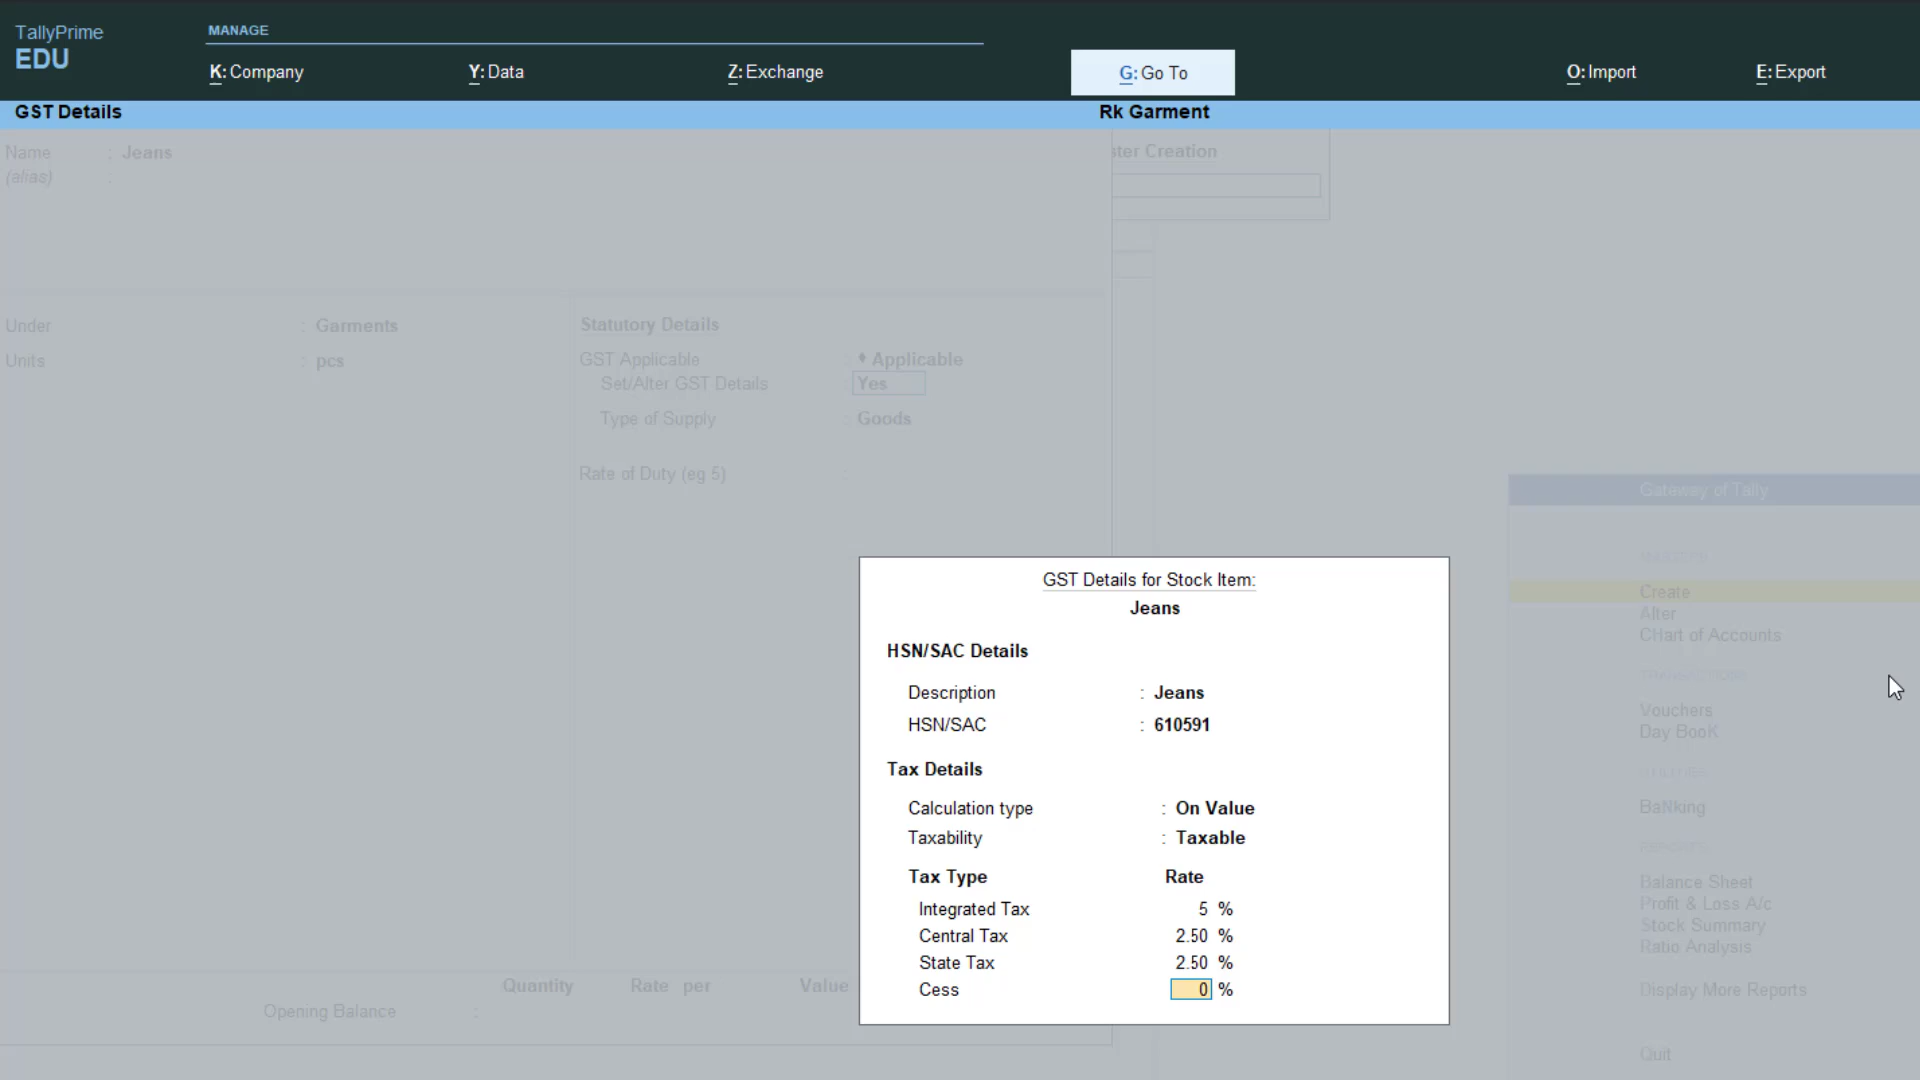 TallyPrime
EDU
MANAGE
K: Company
Y: Data
Z: Exchange
G: Go To
O: Import
E: Export
GST Details
Rk Garment
Name : Jeans
(alias) :
ster Creation
Under : Garments
Units : pcs
Statutory Details
GST Applicable : ♦ Applicable
Set/Alter GST Details : Yes
Type of Supply : Goods
Rate of Duty (eg 5) :
Quantity Rate per Value
Opening Balance :
GST Details for Stock Item:
Jeans
HSN/SAC Details
Description : Jeans
HSN/SAC : 610591
Tax Details
Calculation type : On Value
Taxability : Taxable
Tax Type Rate
Integrated Tax 5 %
Central Tax 2.50 %
State Tax 2.50 %
Cess 0 %
Gateway of Tally
MASTERS
Create
Alter
CHart of Accounts
TRANSACTIONS
Vouchers
Day BooK
UTILITIES
BaNking
REPORTS
Balance Sheet
Profit & Loss A/c
Stock Summary
Ratio Analysis
Display More Reports
Quit